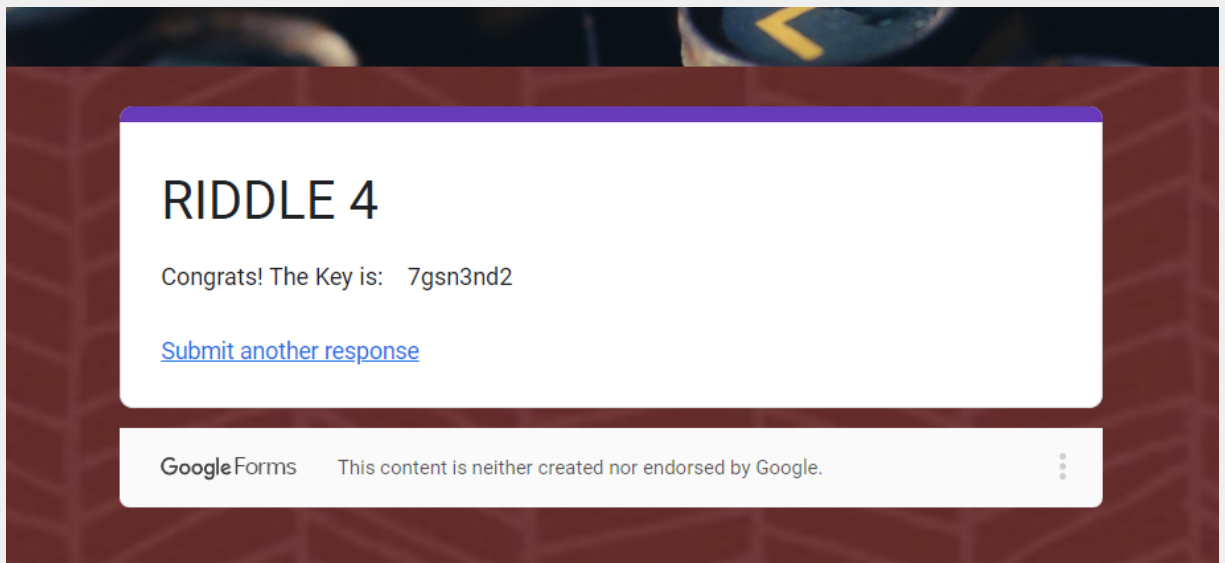 RIDDLE 4
Congrats! The Key is: 7gsn3nd2
Submit another response
Google Forms This content is neither created nor endorsed by Google.